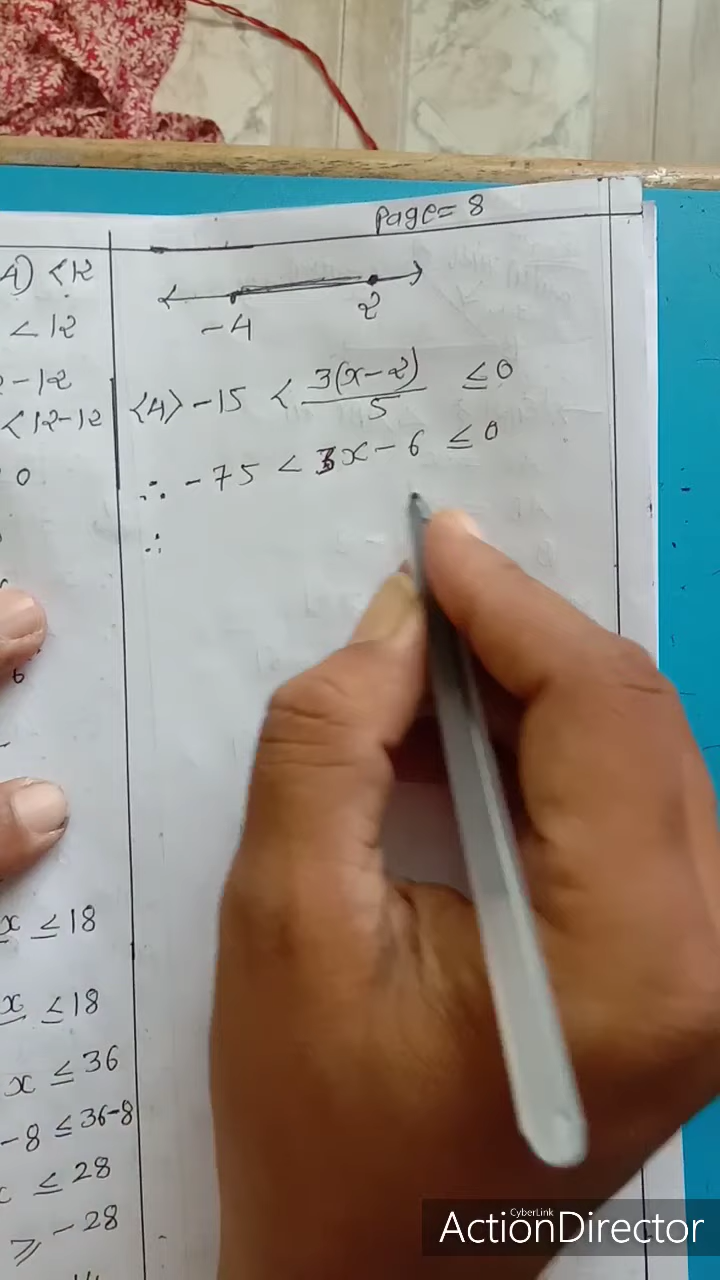 Page = 8
A) < 12
< 12
- 12
< 12-12
0
6
x ≤ 18
x ≤ 18
x ≤ 36
- 8 ≤ 36-8
≤ 28
⩾ - 28
-4 2
(4) -15 < 3(x-2)/5 ≤ 0
∴ -75 < 3x - 6 ≤ 0
∴
CyberLink
ActionDirector